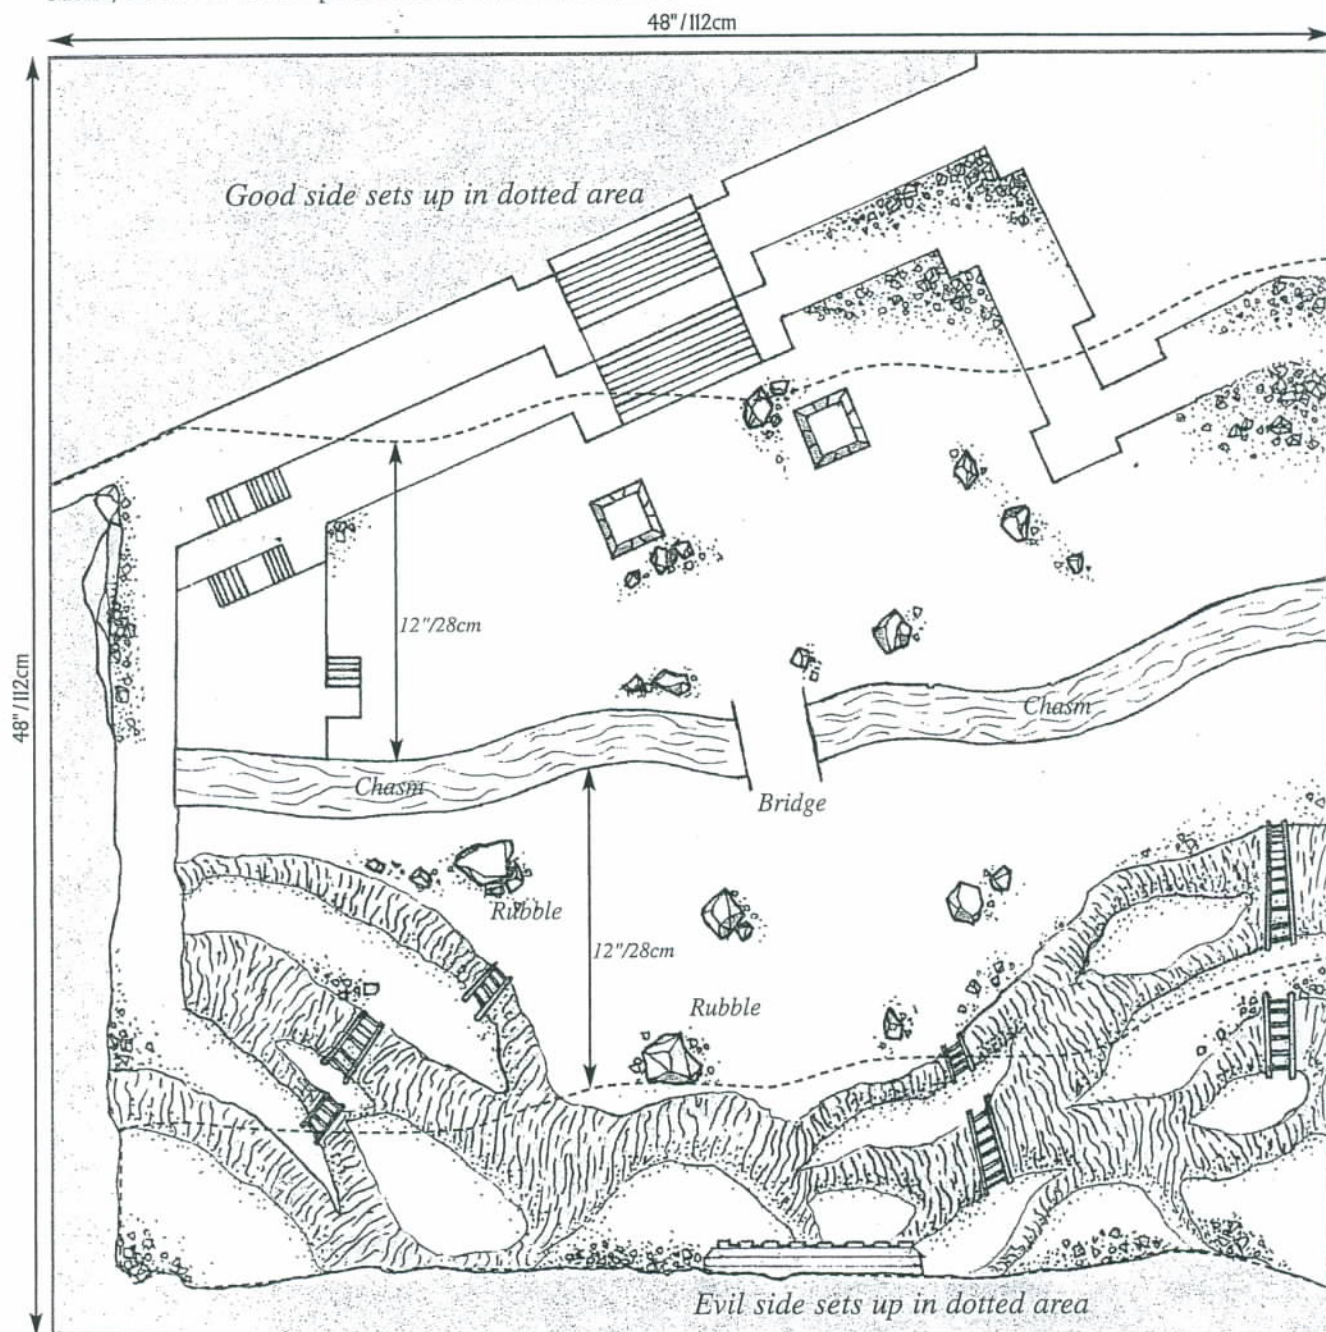 48"/112cm
Good side sets up in dotted area
12"/28cm
48"/112cm
Chasm
Chasm
Bridge
Rubble
12"/28cm
Rubble
Evil side sets up in dotted area